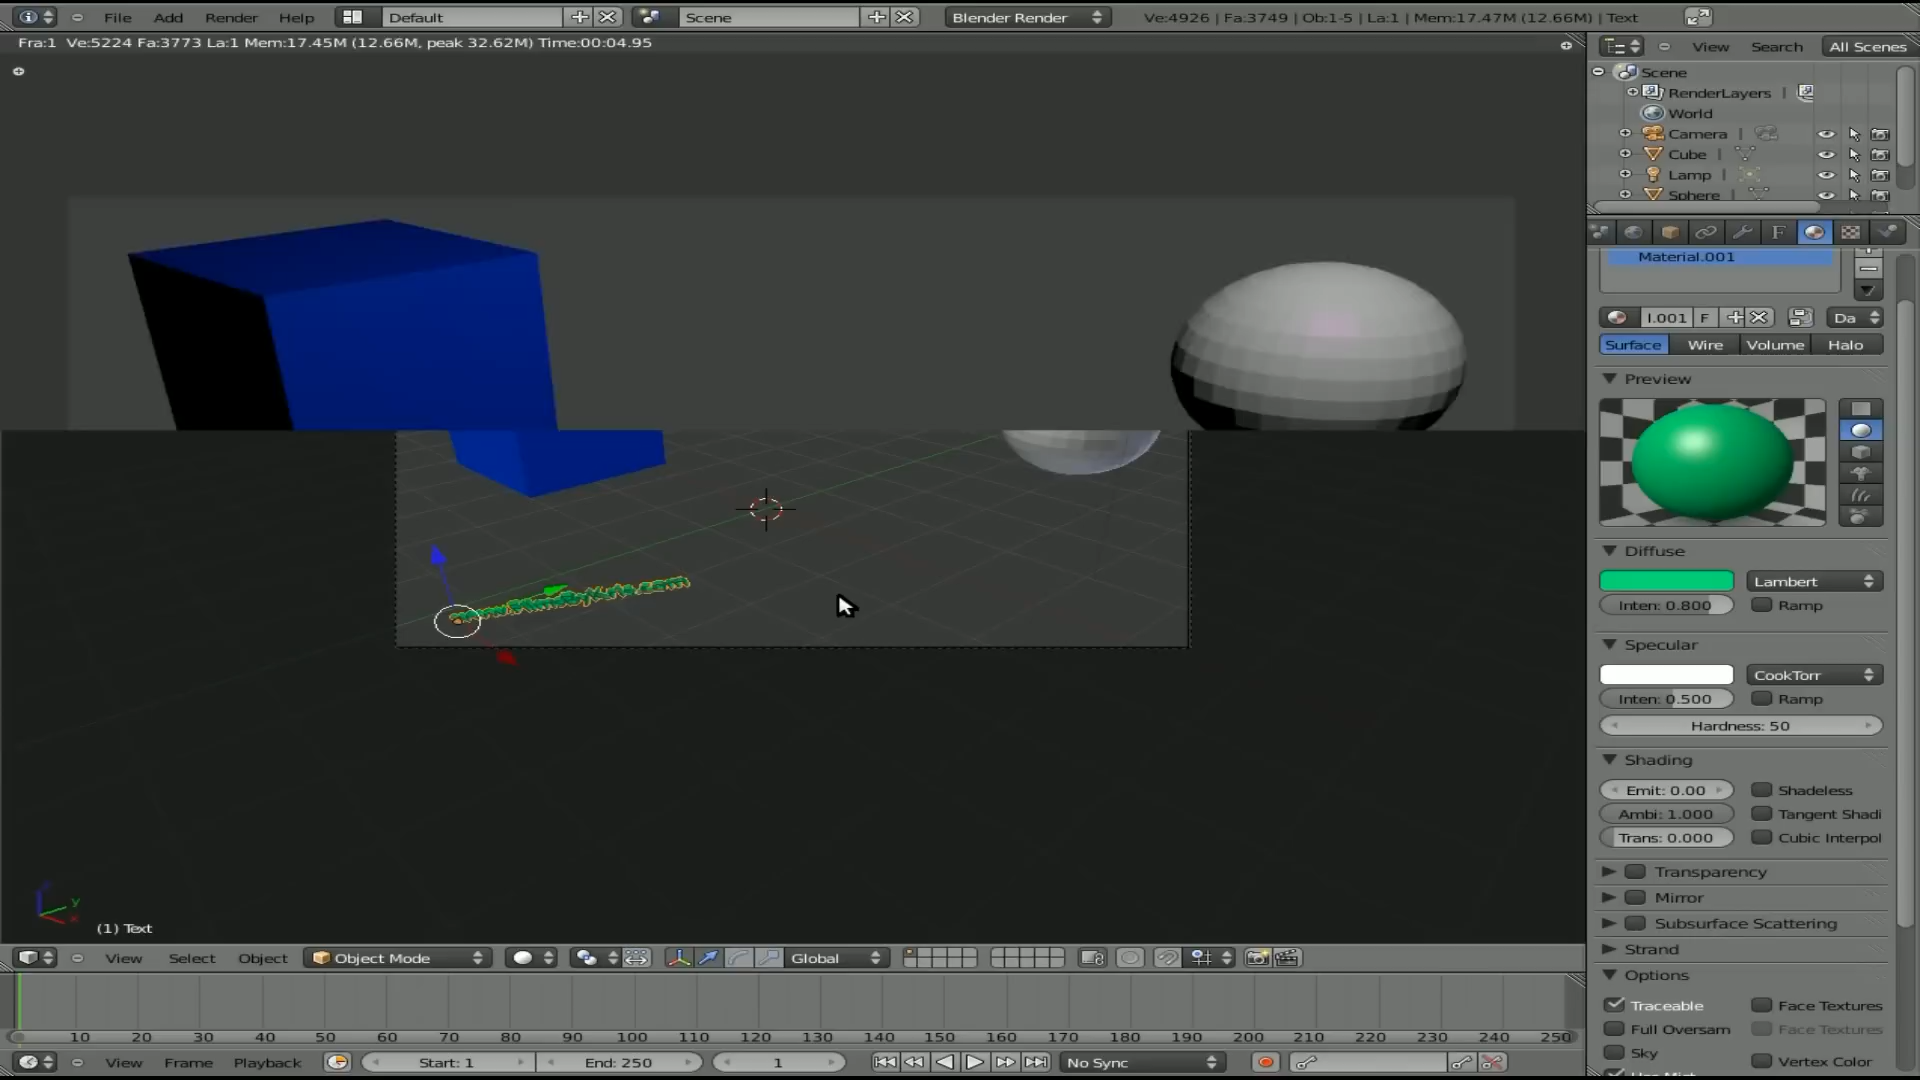 File Add Render Help Default Scene Blender Render Ve:4926 | Fa:3749 | Ob:1-5 | La:1 | Mem:17.47M (12.66M) | Text
Fra:1 Ve:5224 Fa:3773 La:1 Mem:17.45M (12.66M, peak 32.62M) Time:00:04.95
View Search All Scenes
Scene
RenderLayers |
World
Camera |
Cube |
Lamp |
Sphere |
F
Material.001
I.001 F Da
Surface Wire Volume Halo
Preview
Diffuse
Lambert
Inten: 0.800 Ramp
Specular
CookTorr
Inten: 0.500 Ramp
Hardness: 50
Shading
Emit: 0.00 Shadeless
Ambi: 1.000 Tangent Shadi
Trans: 0.000 Cubic Interpol
Transparency
Mirror
Subsurface Scattering
Strand
Options
Traceable Face Textures
Full Oversam Face Textures
Sky Vertex Color
z
y
x
(1) Text
View Select Object Object Mode Global
10 20 30 40 50 60 70 80 90 100 110 120 130 140 150 160 170 180 190 200 210 220 230 240 250
View Frame Playback Start: 1 End: 250 1 No Sync